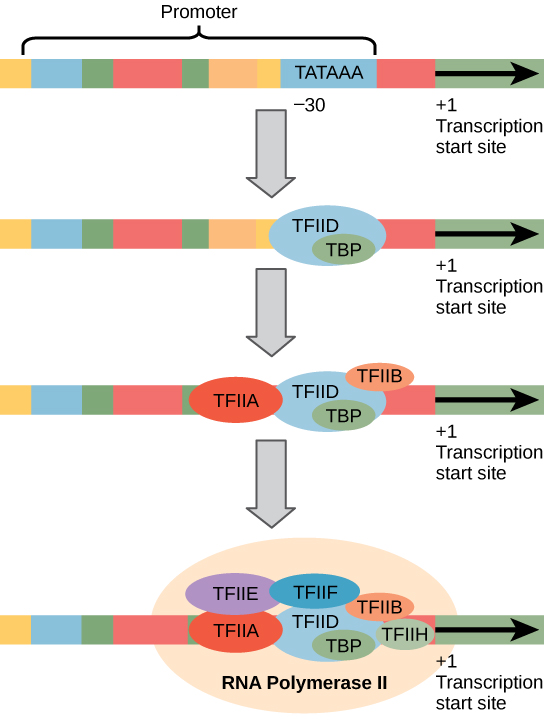 Promoter
TATAAA
−30
+1
Transcription
start site
TFIID
TBP
+1
Transcription
start site
TFIIB
TFIID
TFIIA
TBP
+1
Transcription
start site
TFIIE
TFIIF
TFIIB
TFIID
TFIIA
TFIIH
TBP
+1
Transcription
start site
RNA Polymerase II